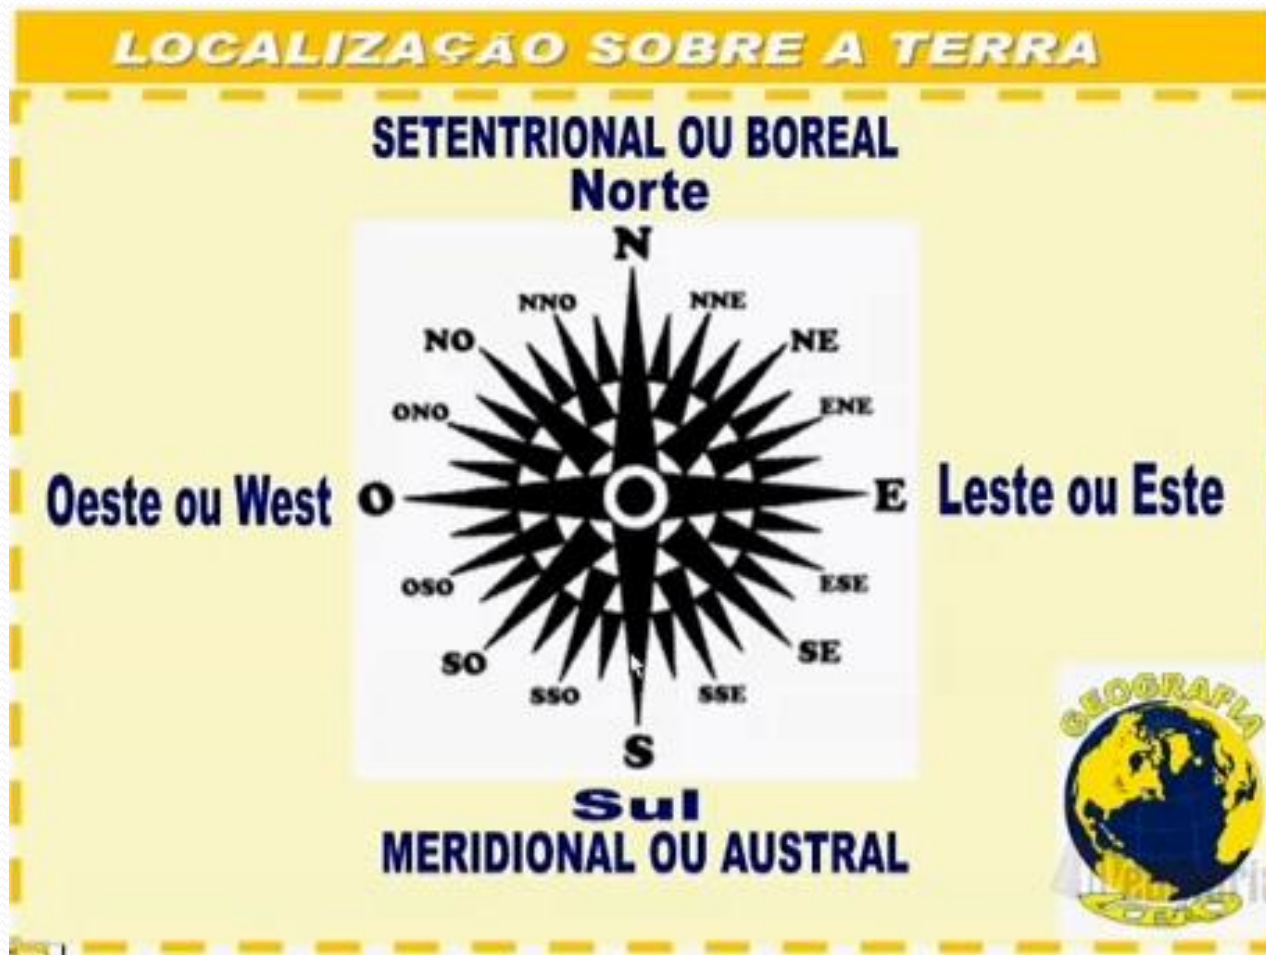 LOCALIZAÇÃO SOBRE A TERRA
SETENTRIONAL OU BOREAL
Norte
N
NNO NNE
NO NE
ONO ENE
Oeste ou West O E Leste ou Este
OSO ESE
SO SE
SSO SSE
S
Sul
MERIDIONAL OU AUSTRAL
GEOGRAFIA